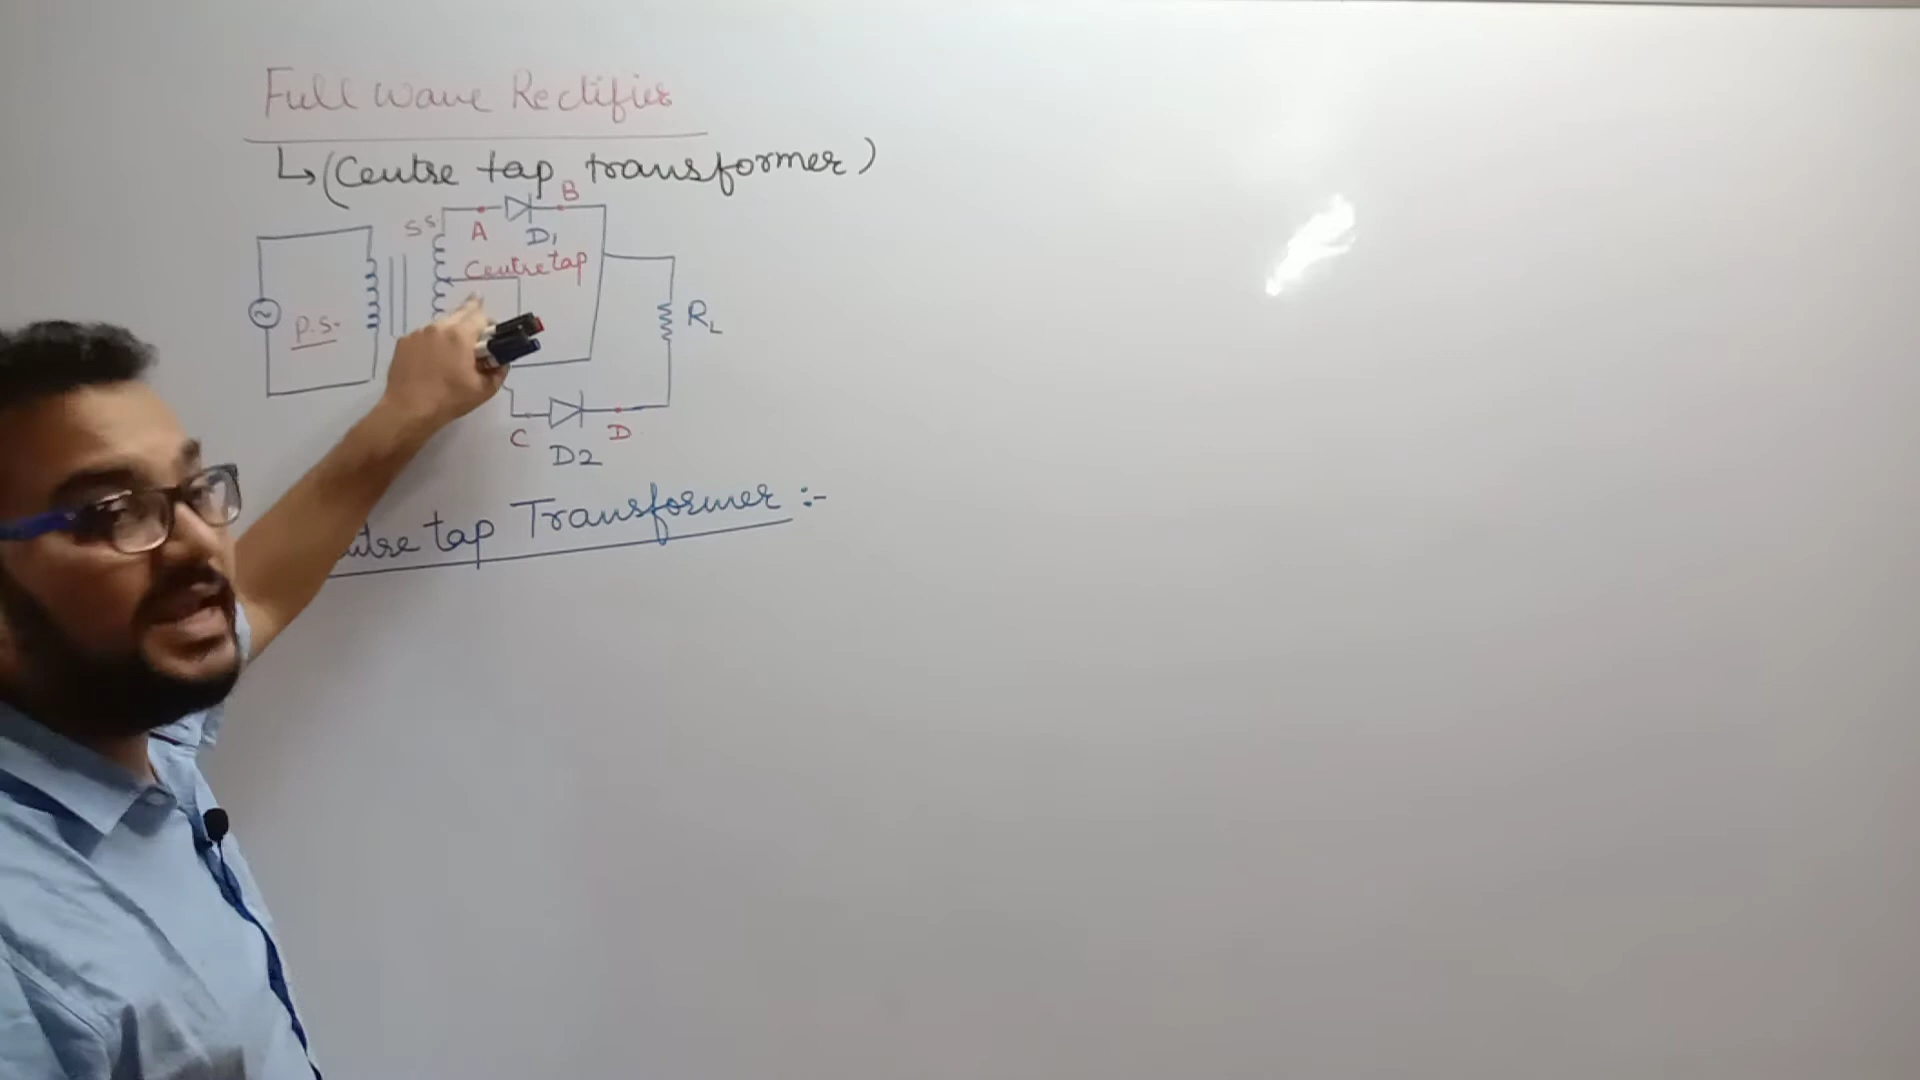 Full Wave Rectifier
↳ (Centre tap transformer)
B
S S.
A
D1
Centre tap
P.S.
RL
C
D
D2
tap Transformer :-